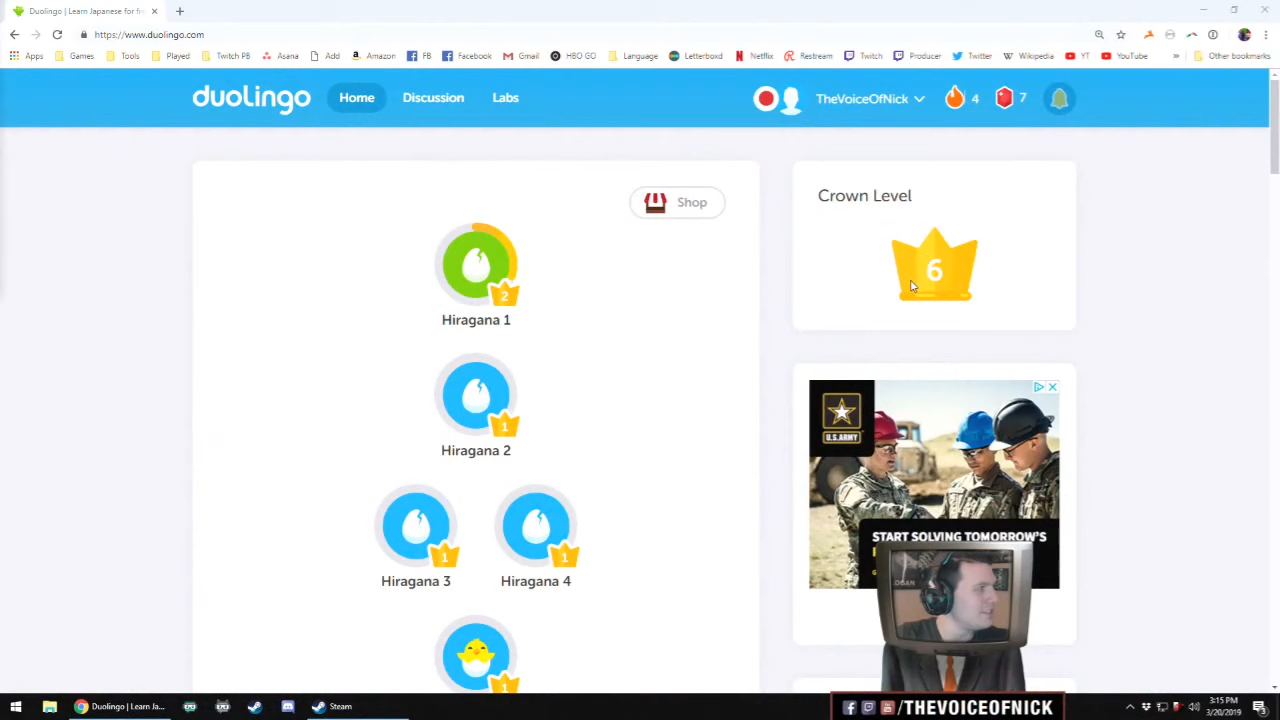 Duolingo | Learn Japanese for fr
https://www.duolingo.com
Apps Games Tools Played Twitch PB Asana Add Amazon FB Facebook Gmail HBO GO Language Letterboxd Netflix Restream Twitch Producer Twitter Wikipedia YT YouTube » Other bookmarks
duolingo Home Discussion Labs TheVoiceOfNick 4 7
Shop
Crown Level
6
2
Hiragana 1
1
Hiragana 2
U.S.ARMY
1 1
Hiragana 3 Hiragana 4
START SOLVING TOMORROW'S
1
Duolingo | Learn Ja... Steam
/THEVOICEOFNICK
3:15 PM
3/20/2019
3